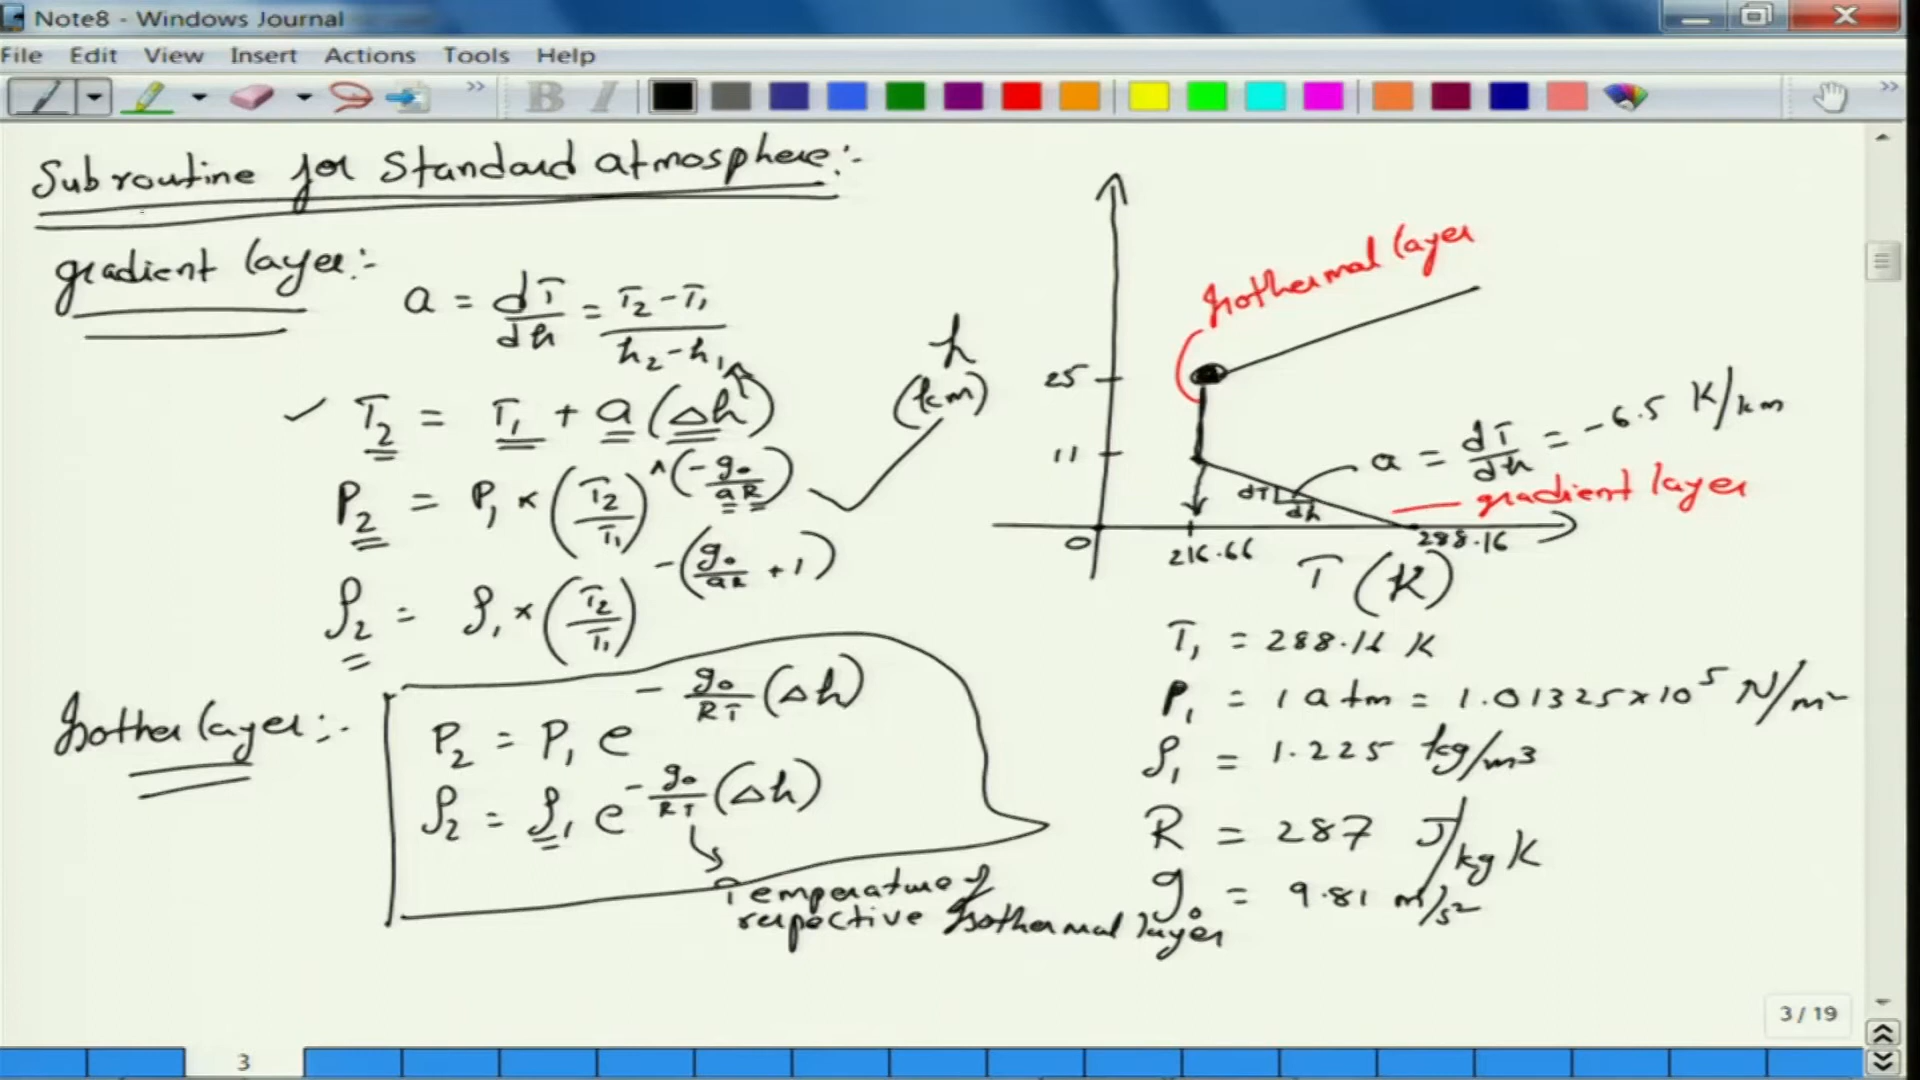 Note8 - Windows Journal
File Edit View Insert Actions Tools Help
B I
Subroutine for Standard atmosphere:-
gradient layer:-
a = dT/dh = T2-T1/h2-h1
T2 = T1 + a (Δh)
P2 = P1 × (T2/T1)^(-g0/aR)
ρ2 = ρ1 × (T2/T1)^-(g0/aR + 1)
Isother layer:-
P2 = P1 e^-g0/RT (Δh)
ρ2 = ρ1 e^-g0/RT (Δh)
Temperature of
respective Isothermal layer
h
(km)
Isothermal layer
25
11
a = dT/dh = -6.5 K/km
gradient layer
dT
dh
0
216.66
288.16
T (K)
T1 = 288.16 K
P1 = 1 atm = 1.01325×10^5 N/m²
ρ1 = 1.225 kg/m3
R = 287 J/kg K
g0 = 9.81 m/s²
3 / 19
3